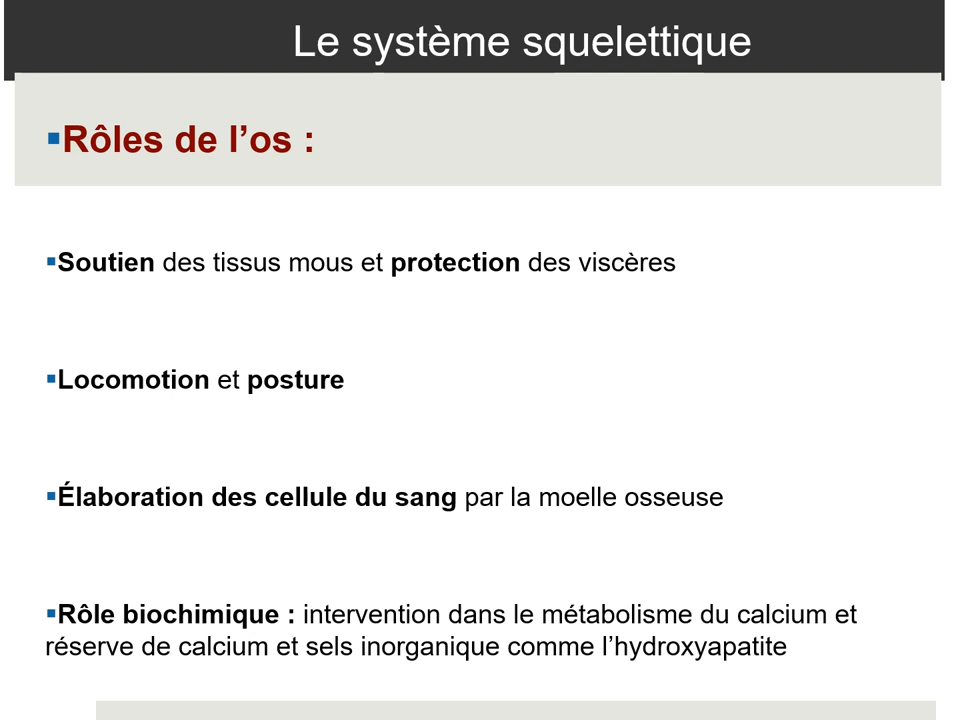 Le système squelettique
▪Rôles de l’os :
▪Soutien des tissus mous et protection des viscères
▪Locomotion et posture
▪Élaboration des cellule du sang par la moelle osseuse
▪Rôle biochimique : intervention dans le métabolisme du calcium et
réserve de calcium et sels inorganique comme l’hydroxyapatite